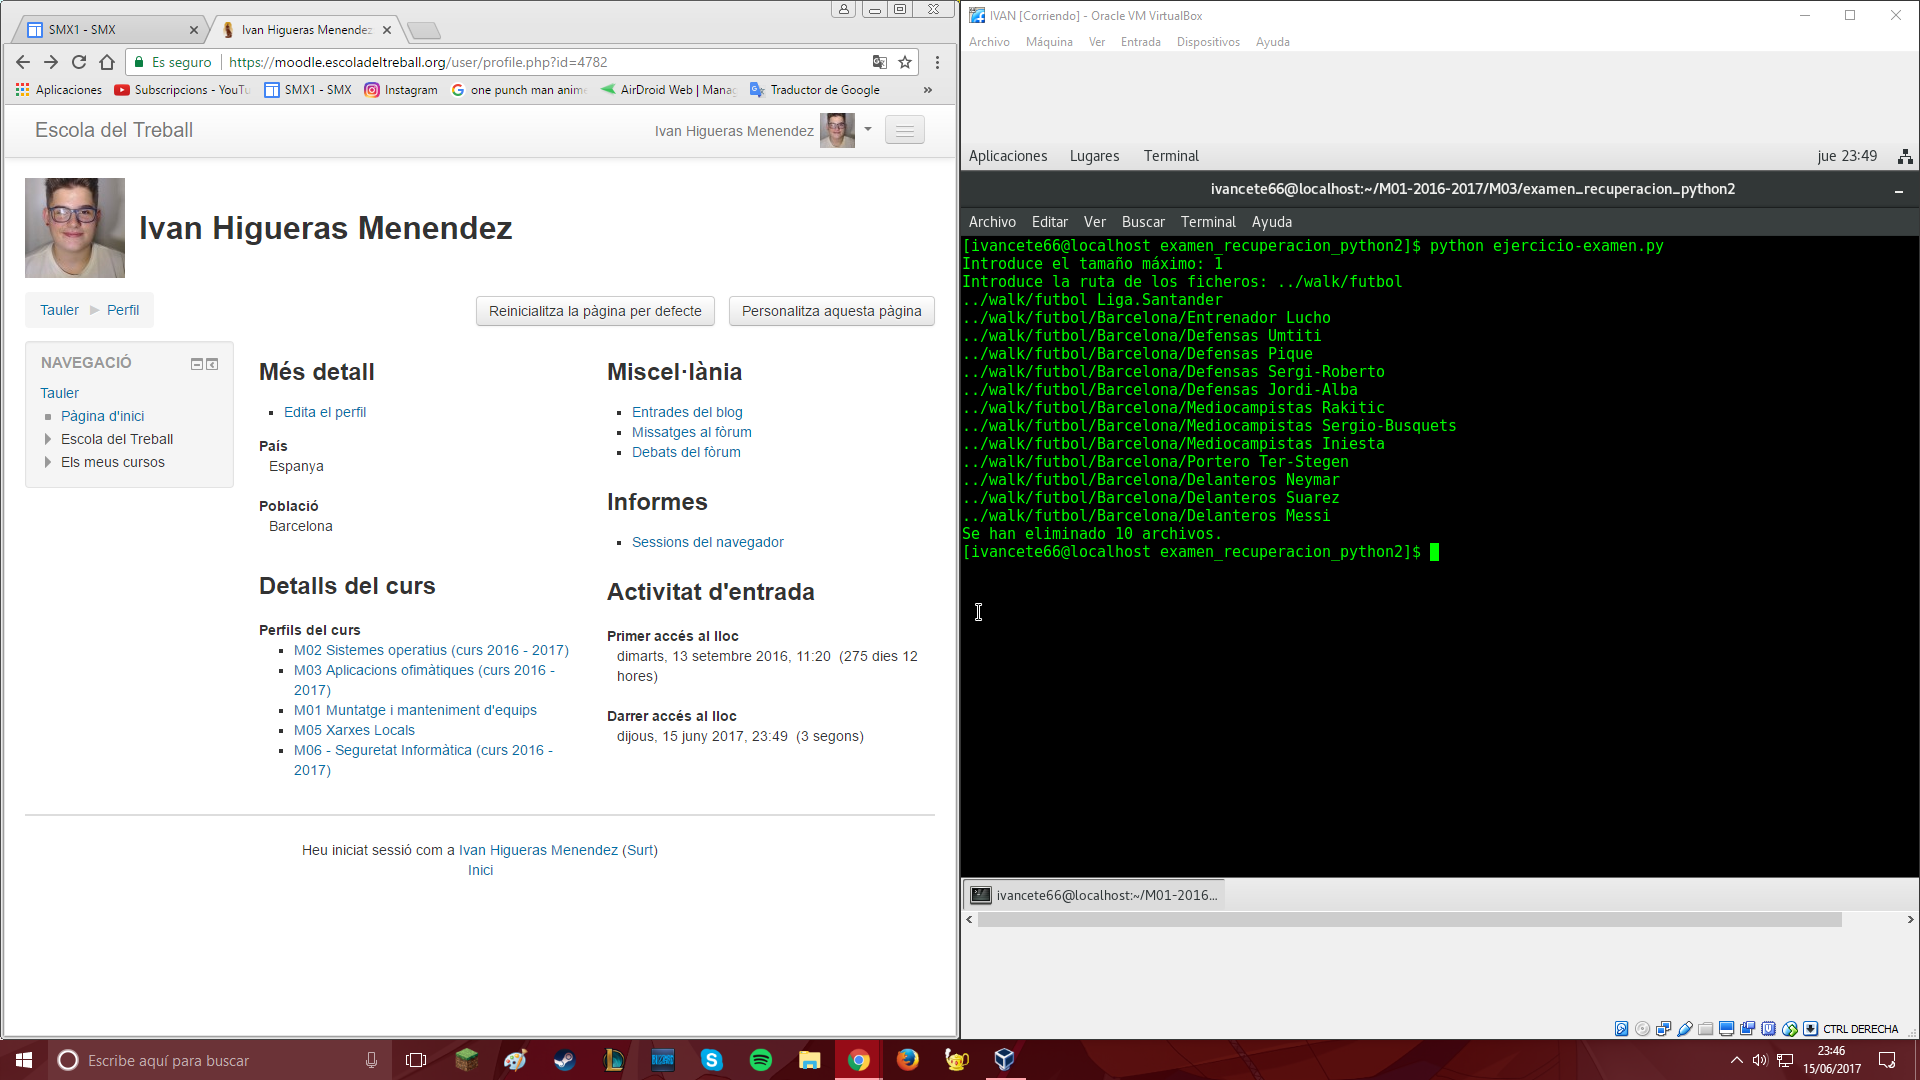 SMX1 - SMX
Ivan Higueras Menendez
Es seguro
https://moodle.escoladeltreball.org/user/profile.php?id=4782
Aplicaciones
Subscripcions - YouTu
SMX1 - SMX
Instagram
one punch man anim
AirDroid Web | Mana
Traductor de Google
»
Escola del Treball
Ivan Higueras Menendez
Ivan Higueras Menendez
Tauler
Perfil
Reinicialitza la pàgina per defecte
Personalitza aquesta pàgina
NAVEGACIÓ
Tauler
Pàgina d'inici
Escola del Treball
Els meus cursos
Més detall
Edita el perfil
País
Espanya
Població
Barcelona
Detalls del curs
Perfils del curs
M02 Sistemes operatius (curs 2016 - 2017)
M03 Aplicacions ofimàtiques (curs 2016 -
2017)
M01 Muntatge i manteniment d'equips
M05 Xarxes Locals
M06 - Seguretat Informàtica (curs 2016 -
2017)
Miscel·lània
Entrades del blog
Missatges al fòrum
Debats del fòrum
Informes
Sessions del navegador
Activitat d'entrada
Primer accés al lloc
dimarts, 13 setembre 2016, 11:20 (275 dies 12
hores)
Darrer accés al lloc
dijous, 15 juny 2017, 23:49 (3 segons)
Heu iniciat sessió com a Ivan Higueras Menendez (Surt)
Inici
IVAN [Corriendo] - Oracle VM VirtualBox
Archivo Máquina Ver Entrada Dispositivos Ayuda
Aplicaciones Lugares Terminal
jue 23:49
ivancete66@localhost:~/M01-2016-2017/M03/examen_recuperacion_python2
Archivo Editar Ver Buscar Terminal Ayuda
[ivancete66@localhost examen_recuperacion_python2]$ python ejercicio-examen.py
Introduce el tamaño máximo: 1
Introduce la ruta de los ficheros: ../walk/futbol
../walk/futbol Liga.Santander
../walk/futbol/Barcelona/Entrenador Lucho
../walk/futbol/Barcelona/Defensas Umtiti
../walk/futbol/Barcelona/Defensas Pique
../walk/futbol/Barcelona/Defensas Sergi-Roberto
../walk/futbol/Barcelona/Defensas Jordi-Alba
../walk/futbol/Barcelona/Mediocampistas Rakitic
../walk/futbol/Barcelona/Mediocampistas Sergio-Busquets
../walk/futbol/Barcelona/Mediocampistas Iniesta
../walk/futbol/Barcelona/Portero Ter-Stegen
../walk/futbol/Barcelona/Delanteros Neymar
../walk/futbol/Barcelona/Delanteros Suarez
../walk/futbol/Barcelona/Delanteros Messi
Se han eliminado 10 archivos.
[ivancete66@localhost examen_recuperacion_python2]$
ivancete66@localhost:~/M01-2016...
CTRL DERECHA
Escribe aquí para buscar
23:46
15/06/2017